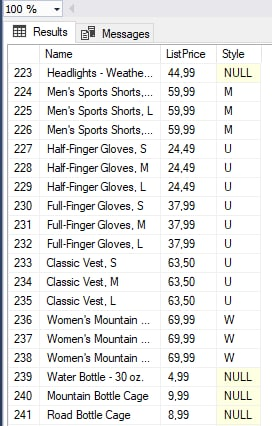 100 %
Results Messages
Name ListPrice Style
223 Headlights - Weathe... 44,99 NULL
224 Men's Sports Shorts,... 59,99 M
225 Men's Sports Shorts, L 59,99 M
226 Men's Sports Shorts,... 59,99 M
227 Half-Finger Gloves, S 24,49 U
228 Half-Finger Gloves, M 24,49 U
229 Half-Finger Gloves, L 24,49 U
230 Full-Finger Gloves, S 37,99 U
231 Full-Finger Gloves, M 37,99 U
232 Full-Finger Gloves, L 37,99 U
233 Classic Vest, S 63,50 U
234 Classic Vest, M 63,50 U
235 Classic Vest, L 63,50 U
236 Women's Mountain ... 69,99 W
237 Women's Mountain ... 69,99 W
238 Women's Mountain ... 69,99 W
239 Water Bottle - 30 oz. 4,99 NULL
240 Mountain Bottle Cage 9,99 NULL
241 Road Bottle Cage 8,99 NULL